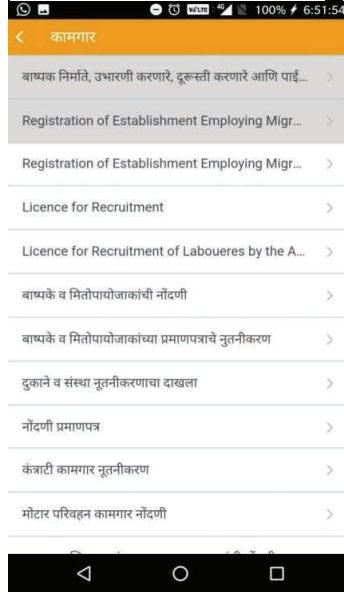 VoLTE 4G 100% 6:51:54
कामगार
बाष्पक निर्माते, उभारणी करणारे, दूरूस्ती करणारे आणि पाई...
Registration of Establishment Employing Migr...
Registration of Establishment Employing Migr...
Licence for Recruitment
Licence for Recruitment of Laboueres by the A...
बाष्पके व मितोपायोजाकांची नोंदणी
बाष्पके व मितोपायोजाकांच्या प्रमाणपत्राचे नुतनीकरण
दुकाने व संस्था नूतनीकरणाचा दाखला
नोंदणी प्रमाणपत्र
कंत्राटी कामगार नूतनीकरण
मोटार परिवहन कामगार नोंदणी